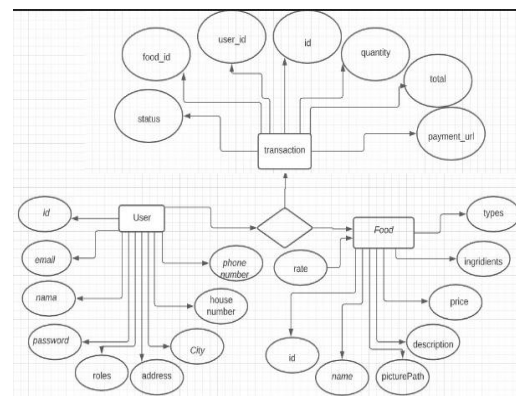 user_id
id
food_id
quantity
total
status
payment_url
transaction
id
User
types
Food
email
phone
number
ingridients
rate
nama
house
number
price
password
City
description
id
roles
address
name
picturePath